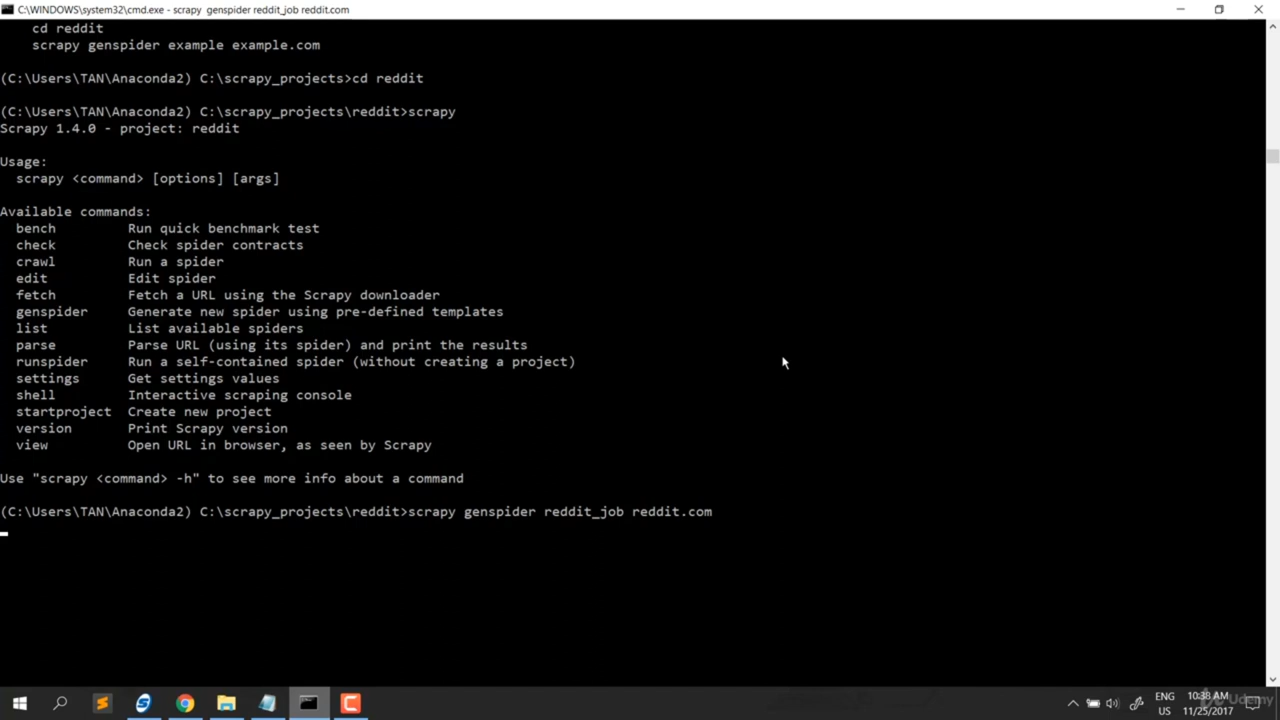 C:\WINDOWS\system32\cmd.exe - scrapy  genspider reddit_job reddit.com
    cd reddit
    scrapy genspider example example.com
(C:\Users\TAN\Anaconda2) C:\scrapy_projects>cd reddit
(C:\Users\TAN\Anaconda2) C:\scrapy_projects\reddit>scrapy
Scrapy 1.4.0 - project: reddit
Usage:
  scrapy <command> [options] [args]
Available commands:
  bench         Run quick benchmark test
  check         Check spider contracts
  crawl         Run a spider
  edit          Edit spider
  fetch         Fetch a URL using the Scrapy downloader
  genspider     Generate new spider using pre-defined templates
  list          List available spiders
  parse         Parse URL (using its spider) and print the results
  runspider     Run a self-contained spider (without creating a project)
  settings      Get settings values
  shell         Interactive scraping console
  startproject  Create new project
  version       Print Scrapy version
  view          Open URL in browser, as seen by Scrapy
Use "scrapy <command> -h" to see more info about a command
(C:\Users\TAN\Anaconda2) C:\scrapy_projects\reddit>scrapy genspider reddit_job reddit.com
ENG
US
10:38 AM
11/25/2017
Udemy